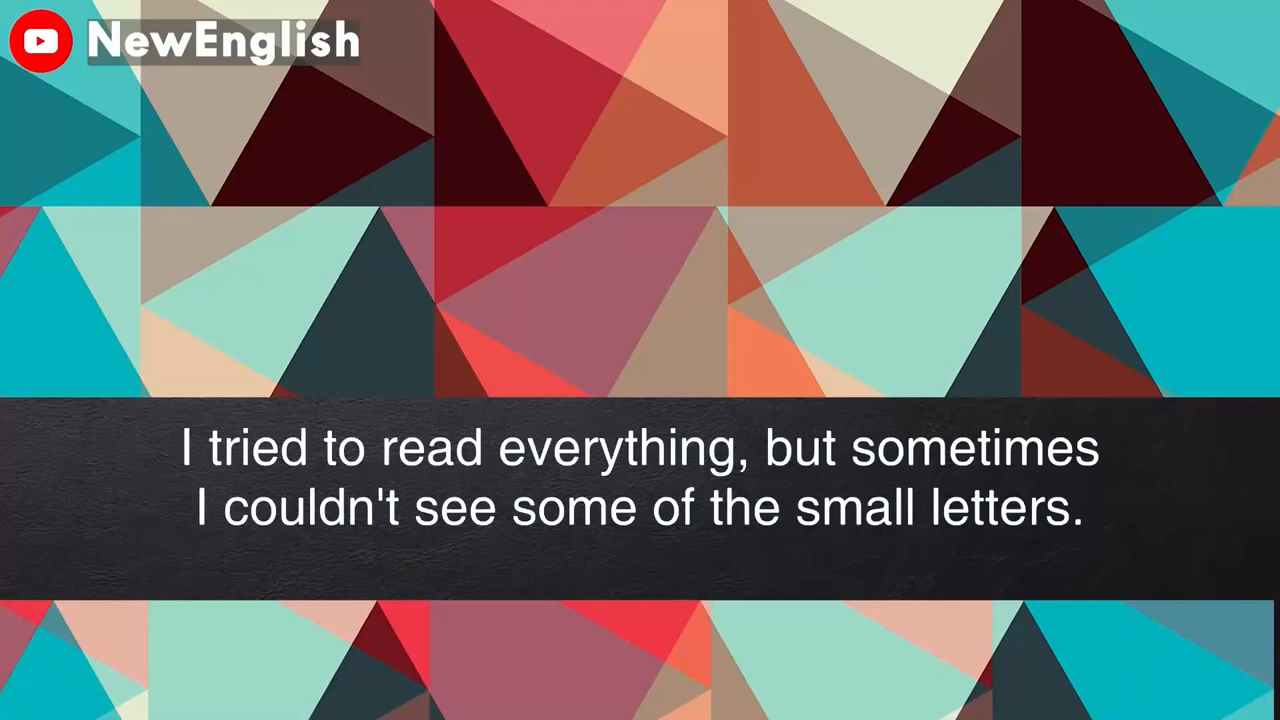 NewEnglish
I tried to read everything, but sometimes
I couldn't see some of the small letters.